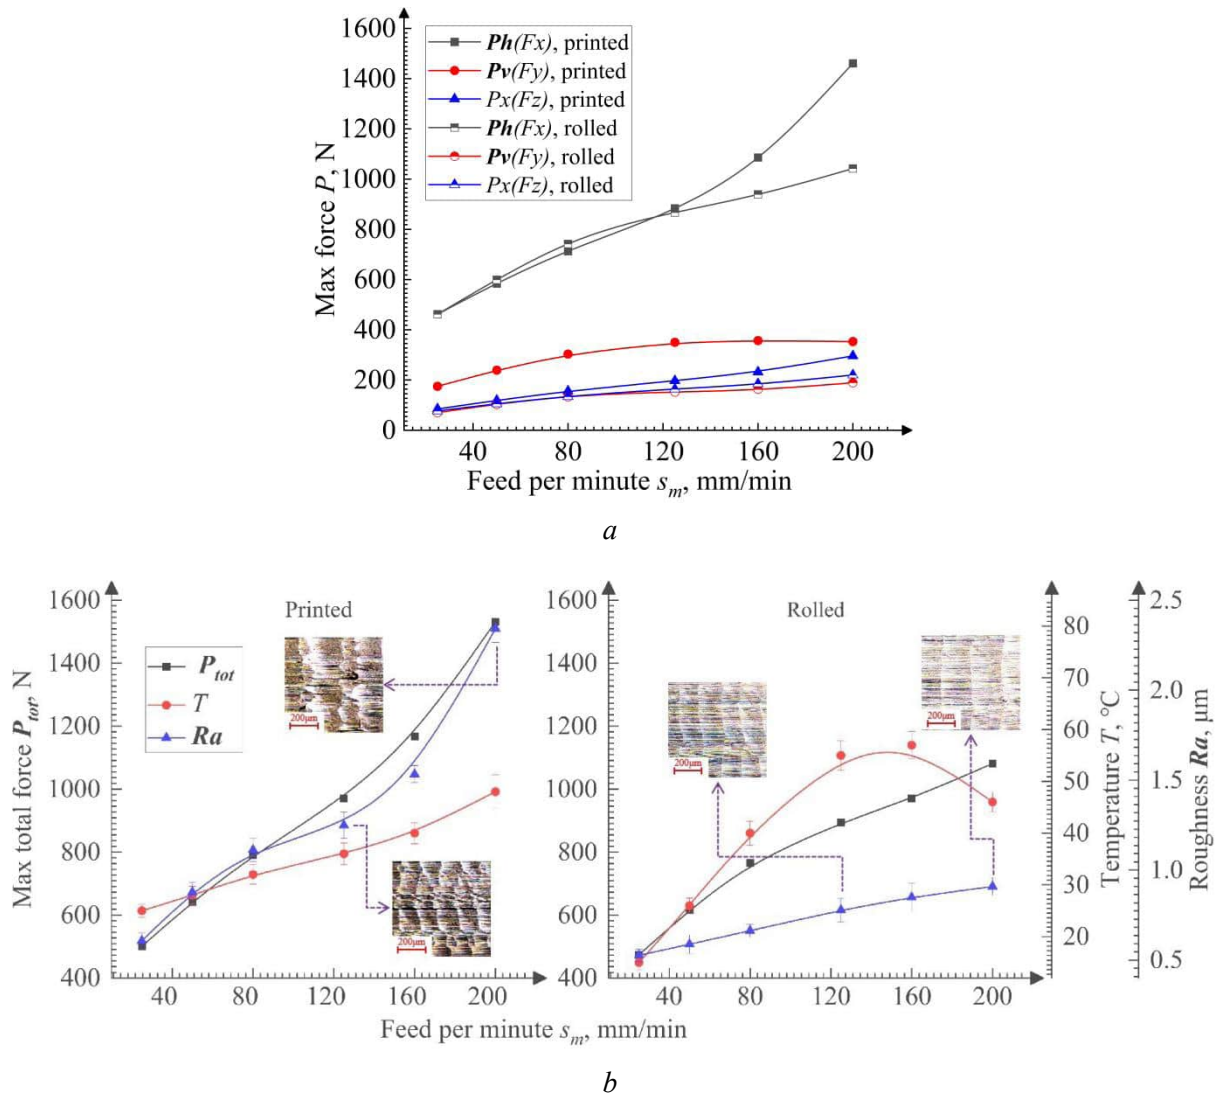 1600
1400
1200
1000
800
600
400
200
0
Max force P, N
Ph(Fx), printed
Pv(Fy), printed
Px(Fz), printed
Ph(Fx), rolled
Pv(Fy), rolled
Px(Fz), rolled
40 80 120 160 200
Feed per minute sm, mm/min
a
1600
1400
1200
1000
800
600
400
Max total force Ptot, N
Printed
Ptot
T
Ra
200μm
200μm
40 80 120 160 200
1600
1400
1200
1000
800
600
400
Rolled
200μm
200μm
40 80 120 160 200
80
70
60
50
40
30
20
Temperature T, °C
2.5
2.0
1.5
1.0
0.5
Roughness Ra, μm
Feed per minute sm, mm/min
b